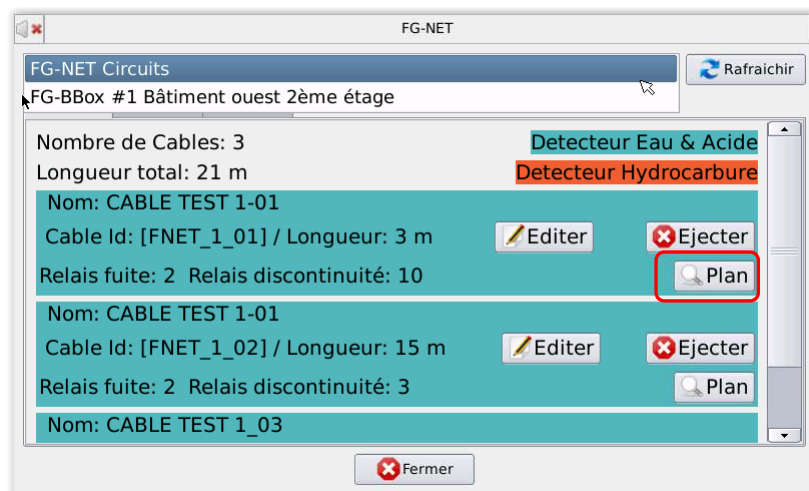 FG-NET
FG-NET Circuits
Rafraichir
FG-BBox #1 Bâtiment ouest 2ème étage
Nombre de Cables: 3
Detecteur Eau & Acide
Longueur total: 21 m
Detecteur Hydrocarbure
Nom: CABLE TEST 1-01
Cable Id: [FNET_1_01] / Longueur: 3 m
Editer
Ejecter
Relais fuite: 2 Relais discontinuité: 10
Plan
Nom: CABLE TEST 1-01
Cable Id: [FNET_1_02] / Longueur: 15 m
Editer
Ejecter
Relais fuite: 2 Relais discontinuité: 3
Plan
Nom: CABLE TEST 1_03
Fermer